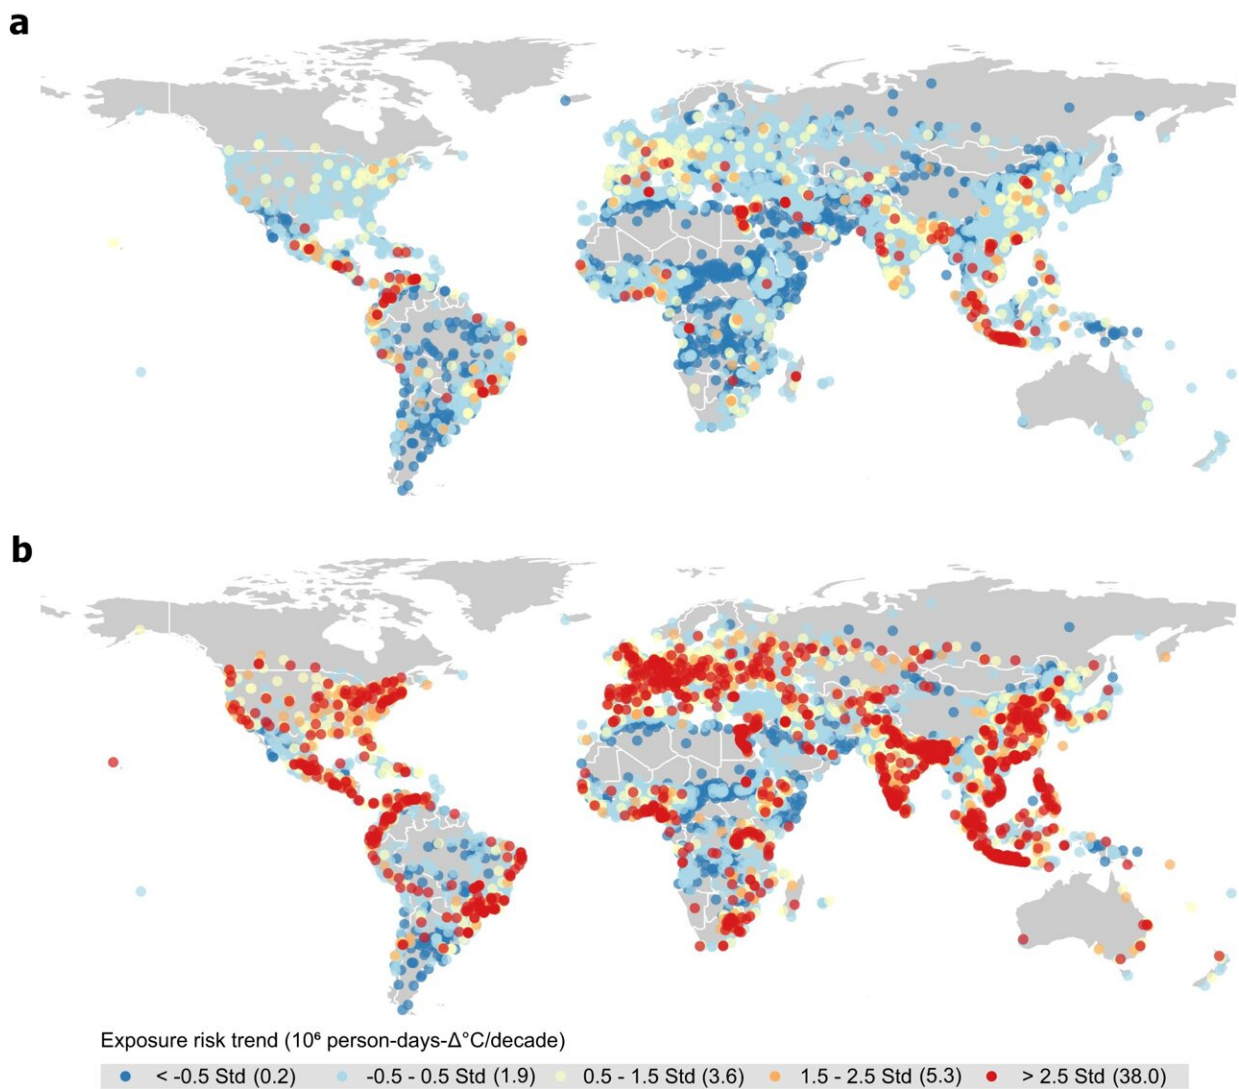 a
b
Exposure risk trend (10⁶ person-days-Δ°C/decade)
< -0.5 Std (0.2) -0.5 - 0.5 Std (1.9) 0.5 - 1.5 Std (3.6) 1.5 - 2.5 Std (5.3) > 2.5 Std (38.0)